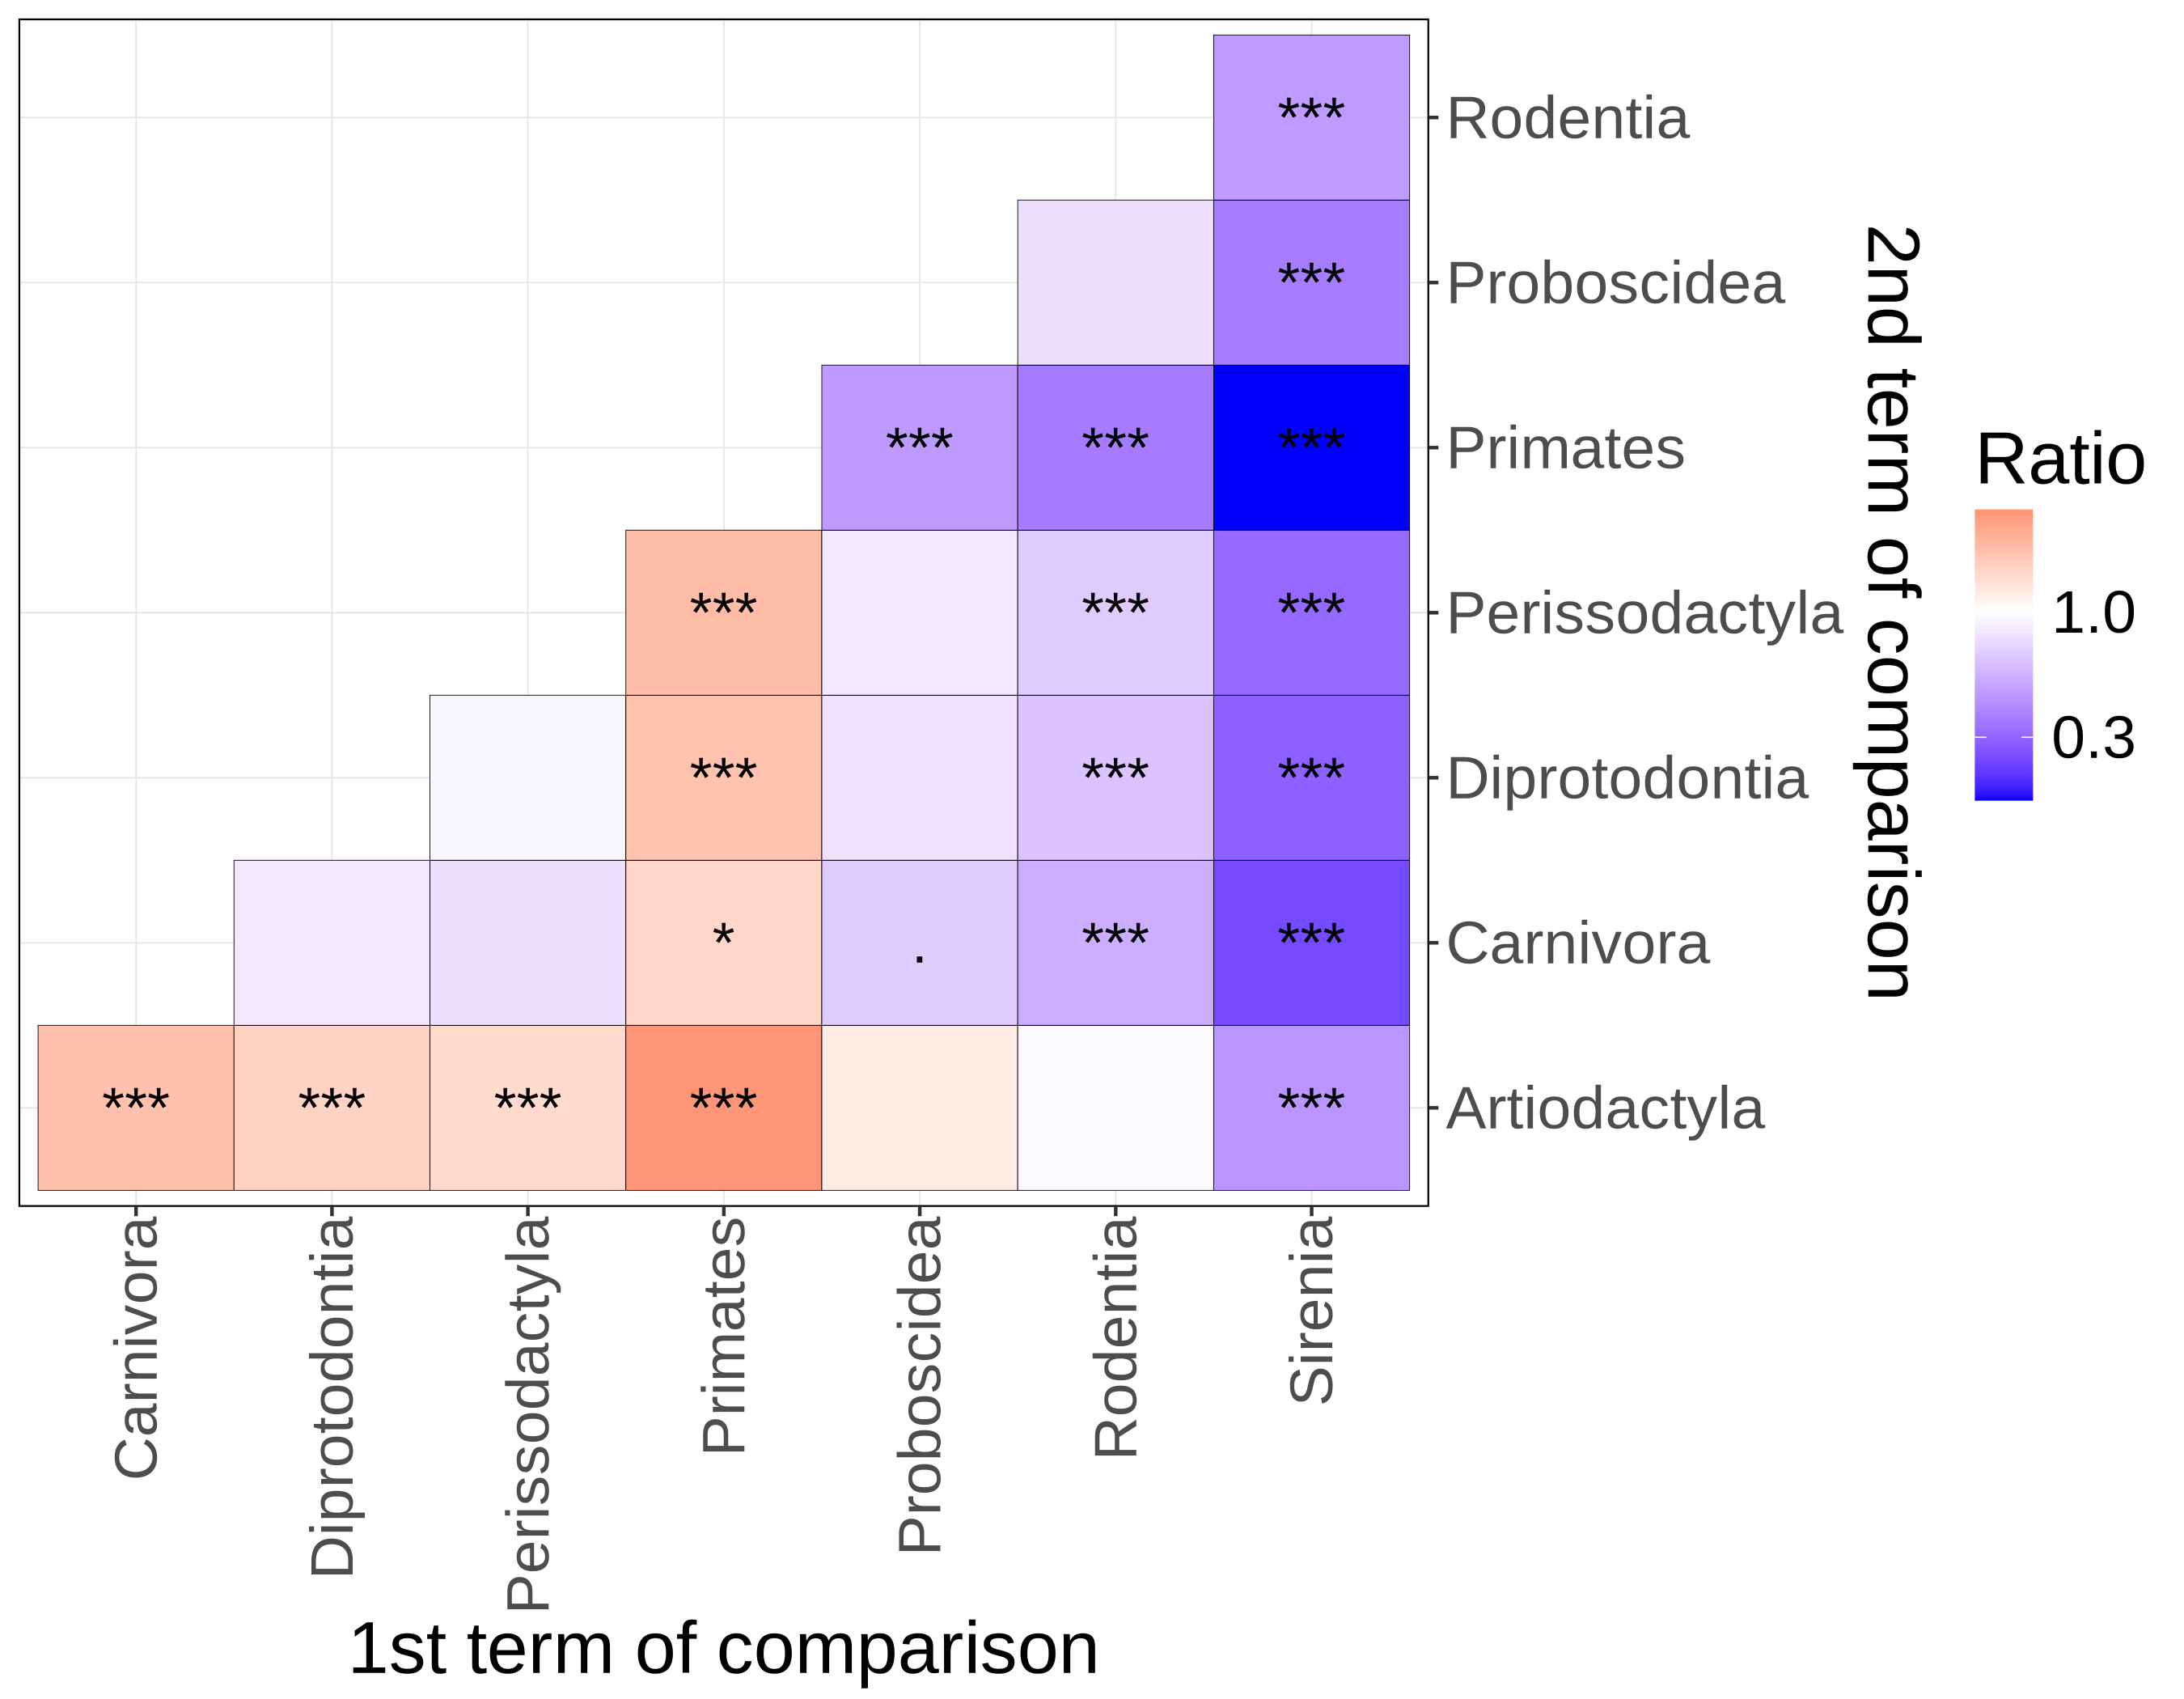 *** Rodentia
*** Proboscidea
*** *** *** Primates
*** *** *** Perissodactyla
*** *** *** Diprotodontia
* . *** *** Carnivora
*** *** *** *** *** Artiodactyla
Carnivora
Diprotodontia
Perissodactyla
Primates
Proboscidea
Rodentia
Sirenia
1st term of comparison
2nd term of comparison
Ratio
1.0
0.3